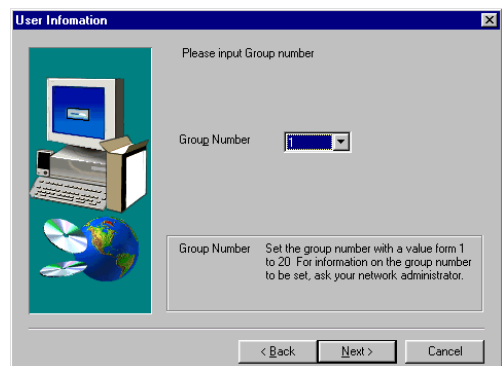 User Infomation
Please input Group number
Group Number
1
Group Number
Set the group number with a value form 1
to 20 For information on the group number
to be set, ask your network administrator.
< Back
Next >
Cancel